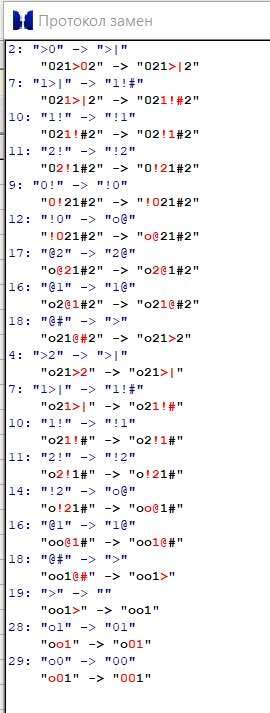 Протокол замен
2: ">0" -> ">|"
"021>02" -> "021>|2"
7: "1>|" -> "1!#"
"021>|2" -> "021!#2"
10: "1!" -> "!1"
"021!#2" -> "02!1#2"
11: "2!" -> "!2"
"02!1#2" -> "0!21#2"
9: "0!" -> "!0"
"0!21#2" -> "!021#2"
12: "!0" -> "o@"
"!021#2" -> "o@21#2"
17: "@2" -> "2@"
"o@21#2" -> "o2@1#2"
16: "@1" -> "1@"
"o2@1#2" -> "o21@#2"
18: "@#" -> ">"
"o21@#2" -> "o21>2"
4: ">2" -> ">|"
"o21>2" -> "o21>|"
7: "1>|" -> "1!#"
"o21>|" -> "o21!#"
10: "1!" -> "!1"
"o21!#" -> "o2!1#"
11: "2!" -> "!2"
"o2!1#" -> "o!21#"
14: "!2" -> "o@"
"o!21#" -> "oo@1#"
16: "@1" -> "1@"
"oo@1#" -> "oo1@#"
18: "@#" -> ">"
"oo1@#" -> "oo1>"
19: ">" -> ""
"oo1>" -> "oo1"
28: "o1" -> "01"
"oo1" -> "o01"
29: "o0" -> "00"
"o01" -> "001"